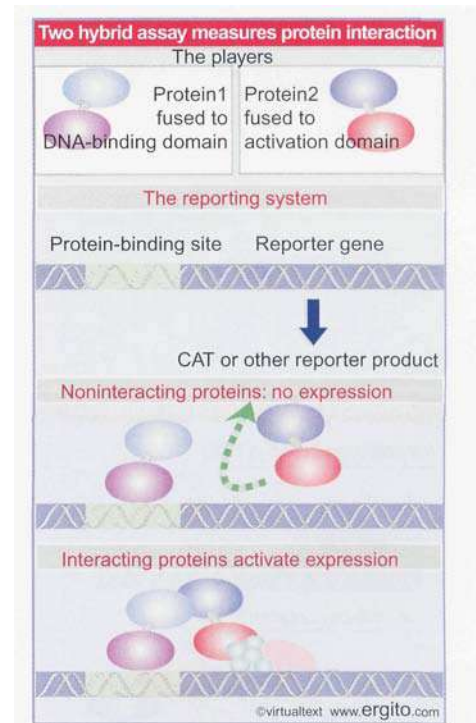 Two hybrid assay measures protein interaction
The players
Protein1
fused to
DNA-binding domain
Protein2
fused to
activation domain
The reporting system
Protein-binding site
Reporter gene
CAT or other reporter product
Noninteracting proteins: no expression
Interacting proteins activate expression
©virtualtext www.ergito.com